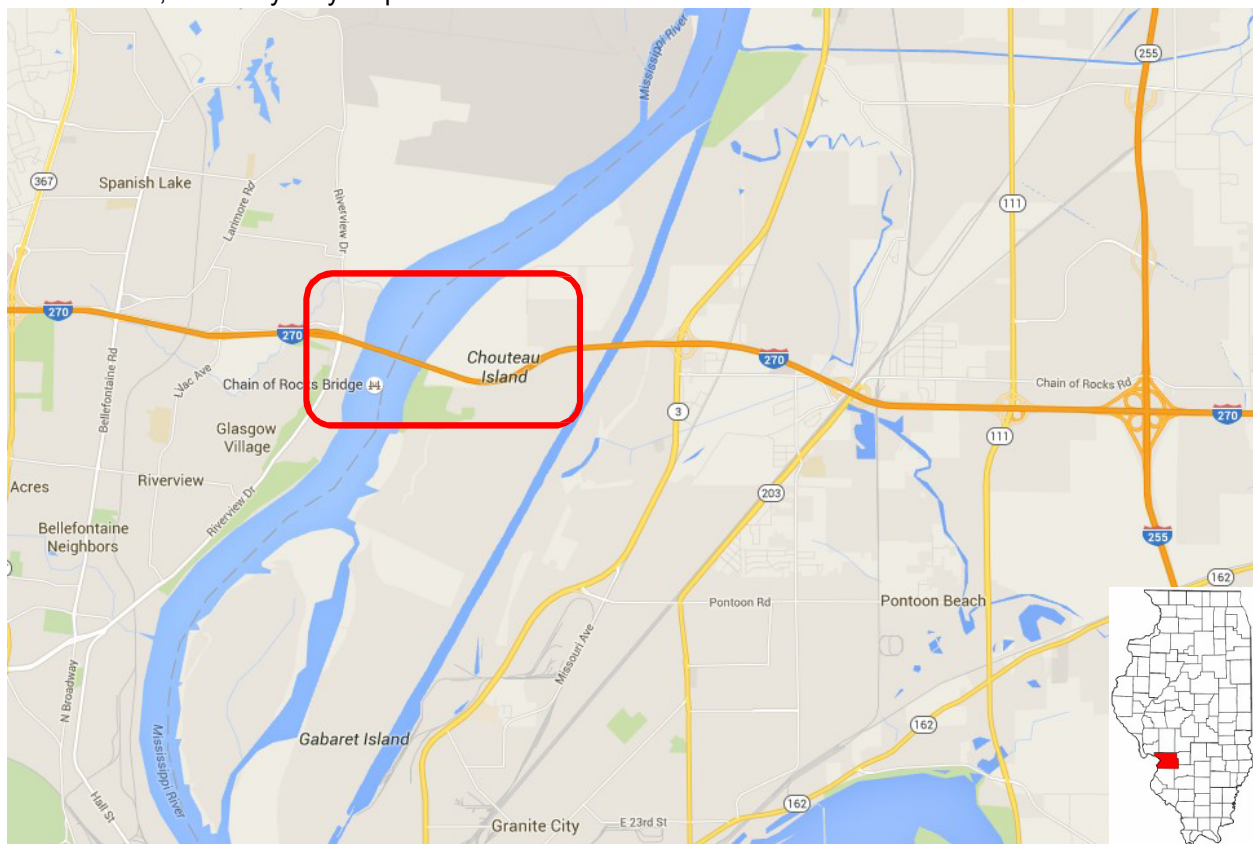 Mississippi River
255
367
Spanish Lake
Larimore Rd
Riverview Dr
111
270
270
Lilac Ave
Bellefontaine Rd
Chain of Rocks Bridge
Chouteau
Island
270
Chain of Rocks Rd
270
3
111
Glasgow
Village
Riverview
Acres
Riverview Dr
203
Bellefontaine
Neighbors
255
162
Pontoon Rd
Pontoon Beach
Missouri Ave
N Broadway
Mississippi River
Gabaret Island
162
Hall St
162
Granite City
E 23rd St